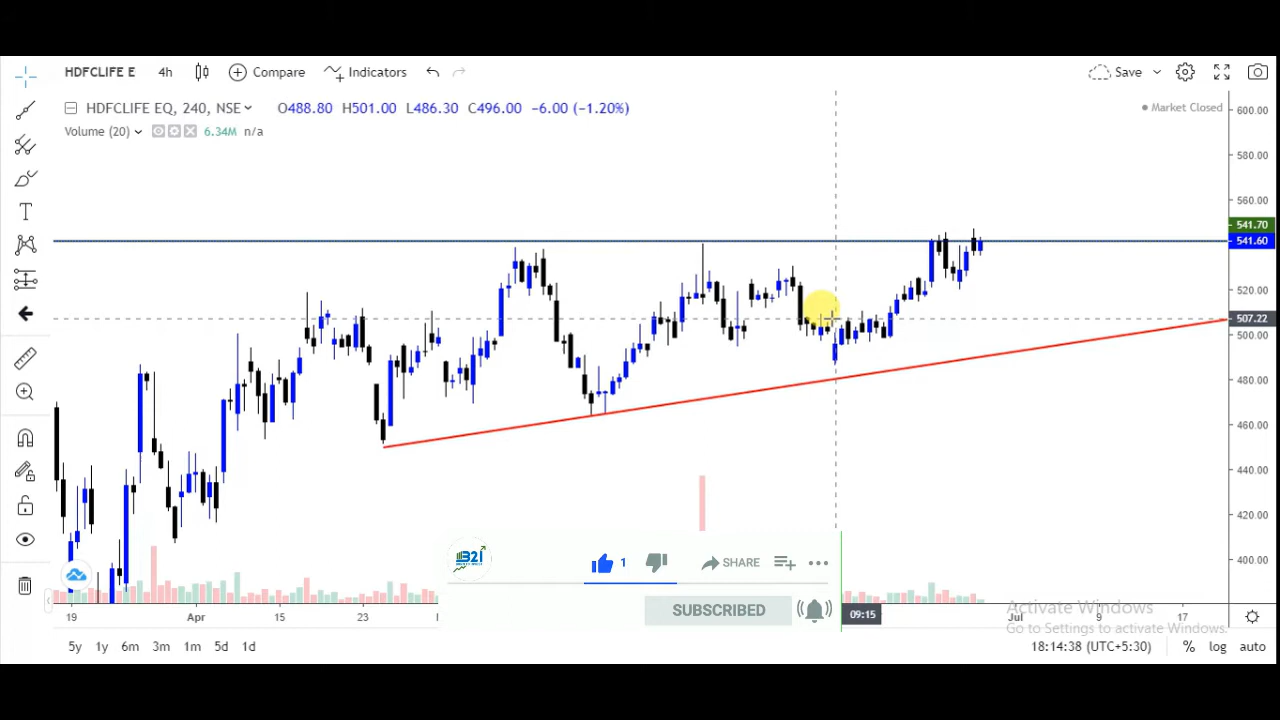 HDFCLIFE E 4h Compare Indicators Save
HDFCLIFE EQ, 240, NSE O488.80 H501.00 L486.30 C496.00 -6.00 (-1.20%) Market Closed
Volume (20) 6.34M n/a
600.00
580.00
560.00
541.70
541.60
520.00
507.22
500.00
480.00
460.00
440.00
420.00
400.00
B2i
1 SHARE
SUBSCRIBED
19 Apr 15 23 09:15 Jul 9 17
Activate Windows
Go to Settings to activate Windows.
5y 1y 6m 3m 1m 5d 1d 18:14:38 (UTC+5:30) % log auto